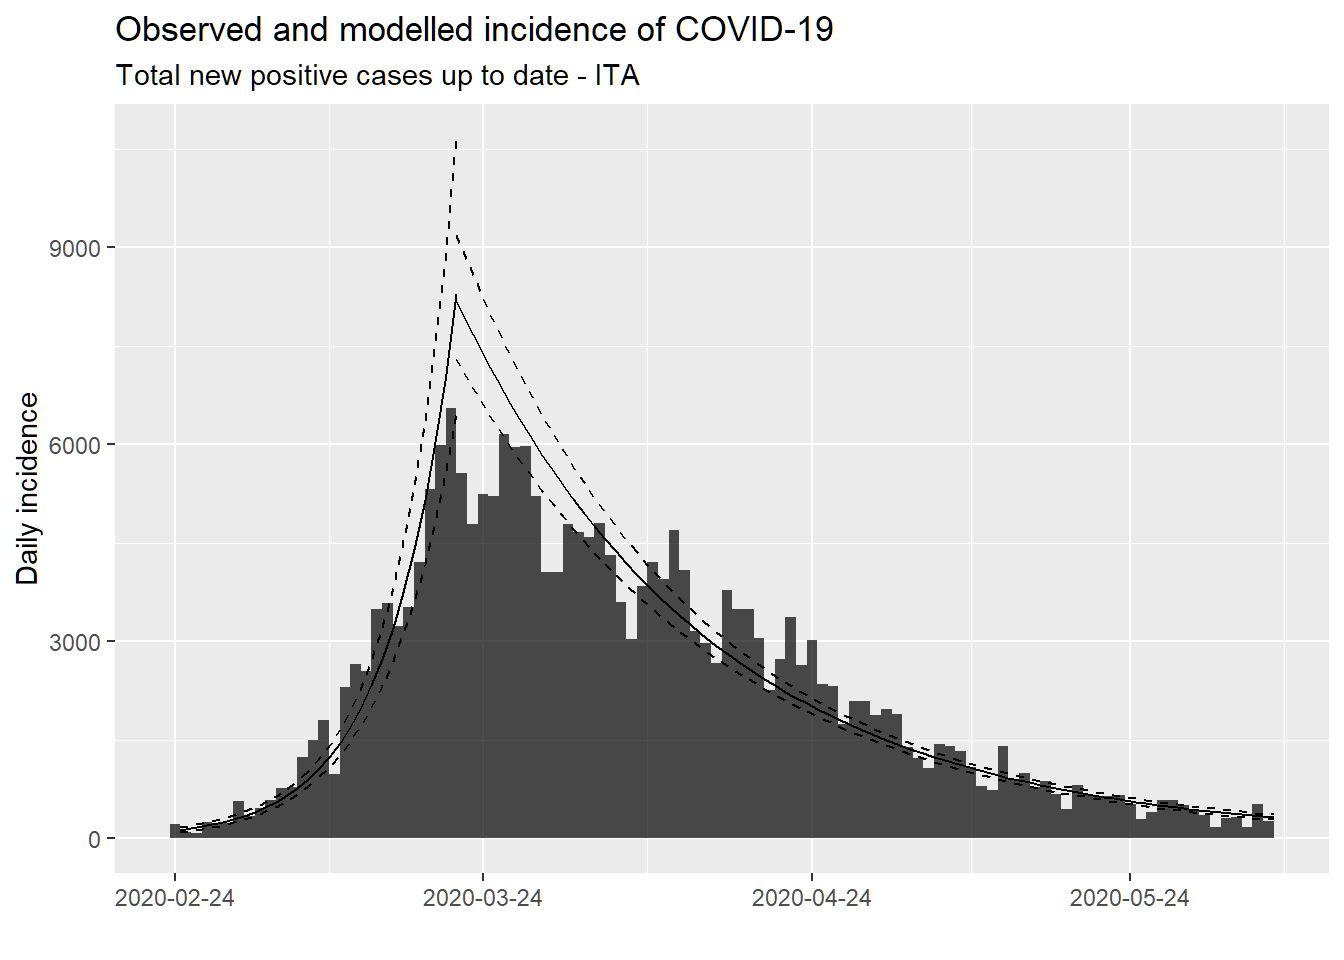 Observed and modelled incidence of COVID-19
Total new positive cases up to date - ITA
Daily incidence
9000
6000
3000
0
2020-02-24
2020-03-24
2020-04-24
2020-05-24